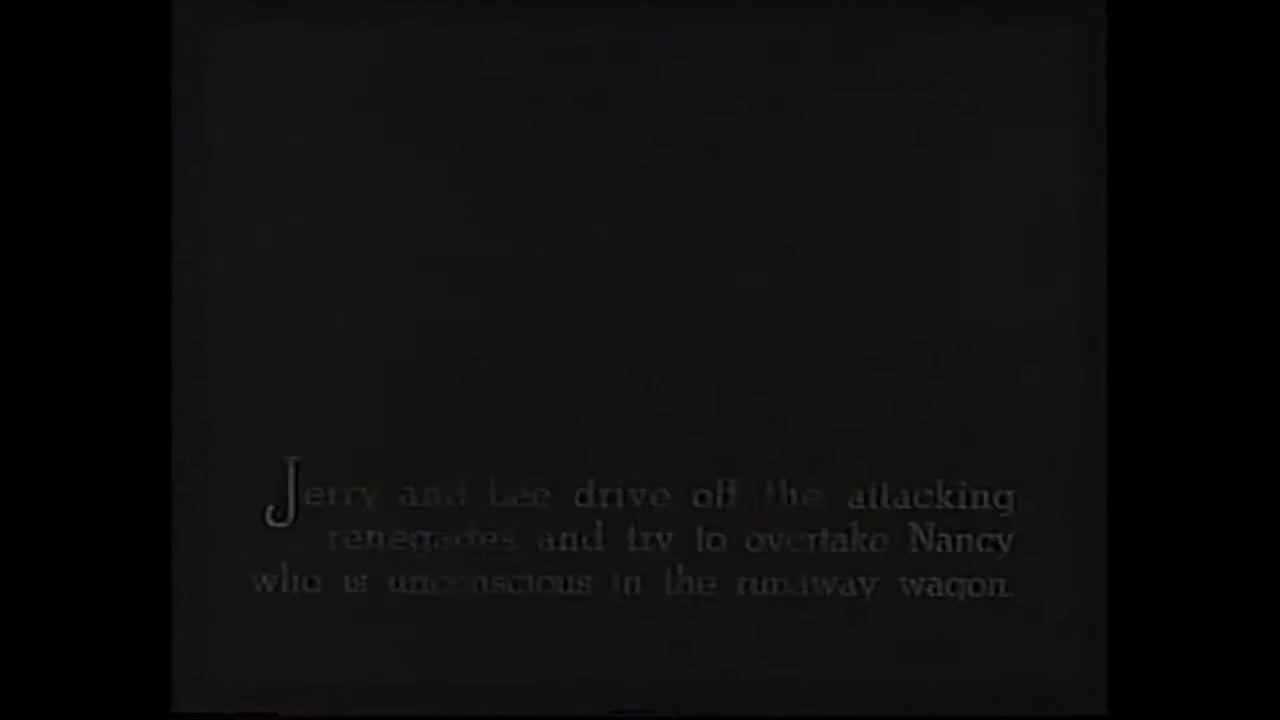 Jerry and Lee drive off the attacking
renegades and try to overtake Nancy
who is unconscious in the runaway wagon.